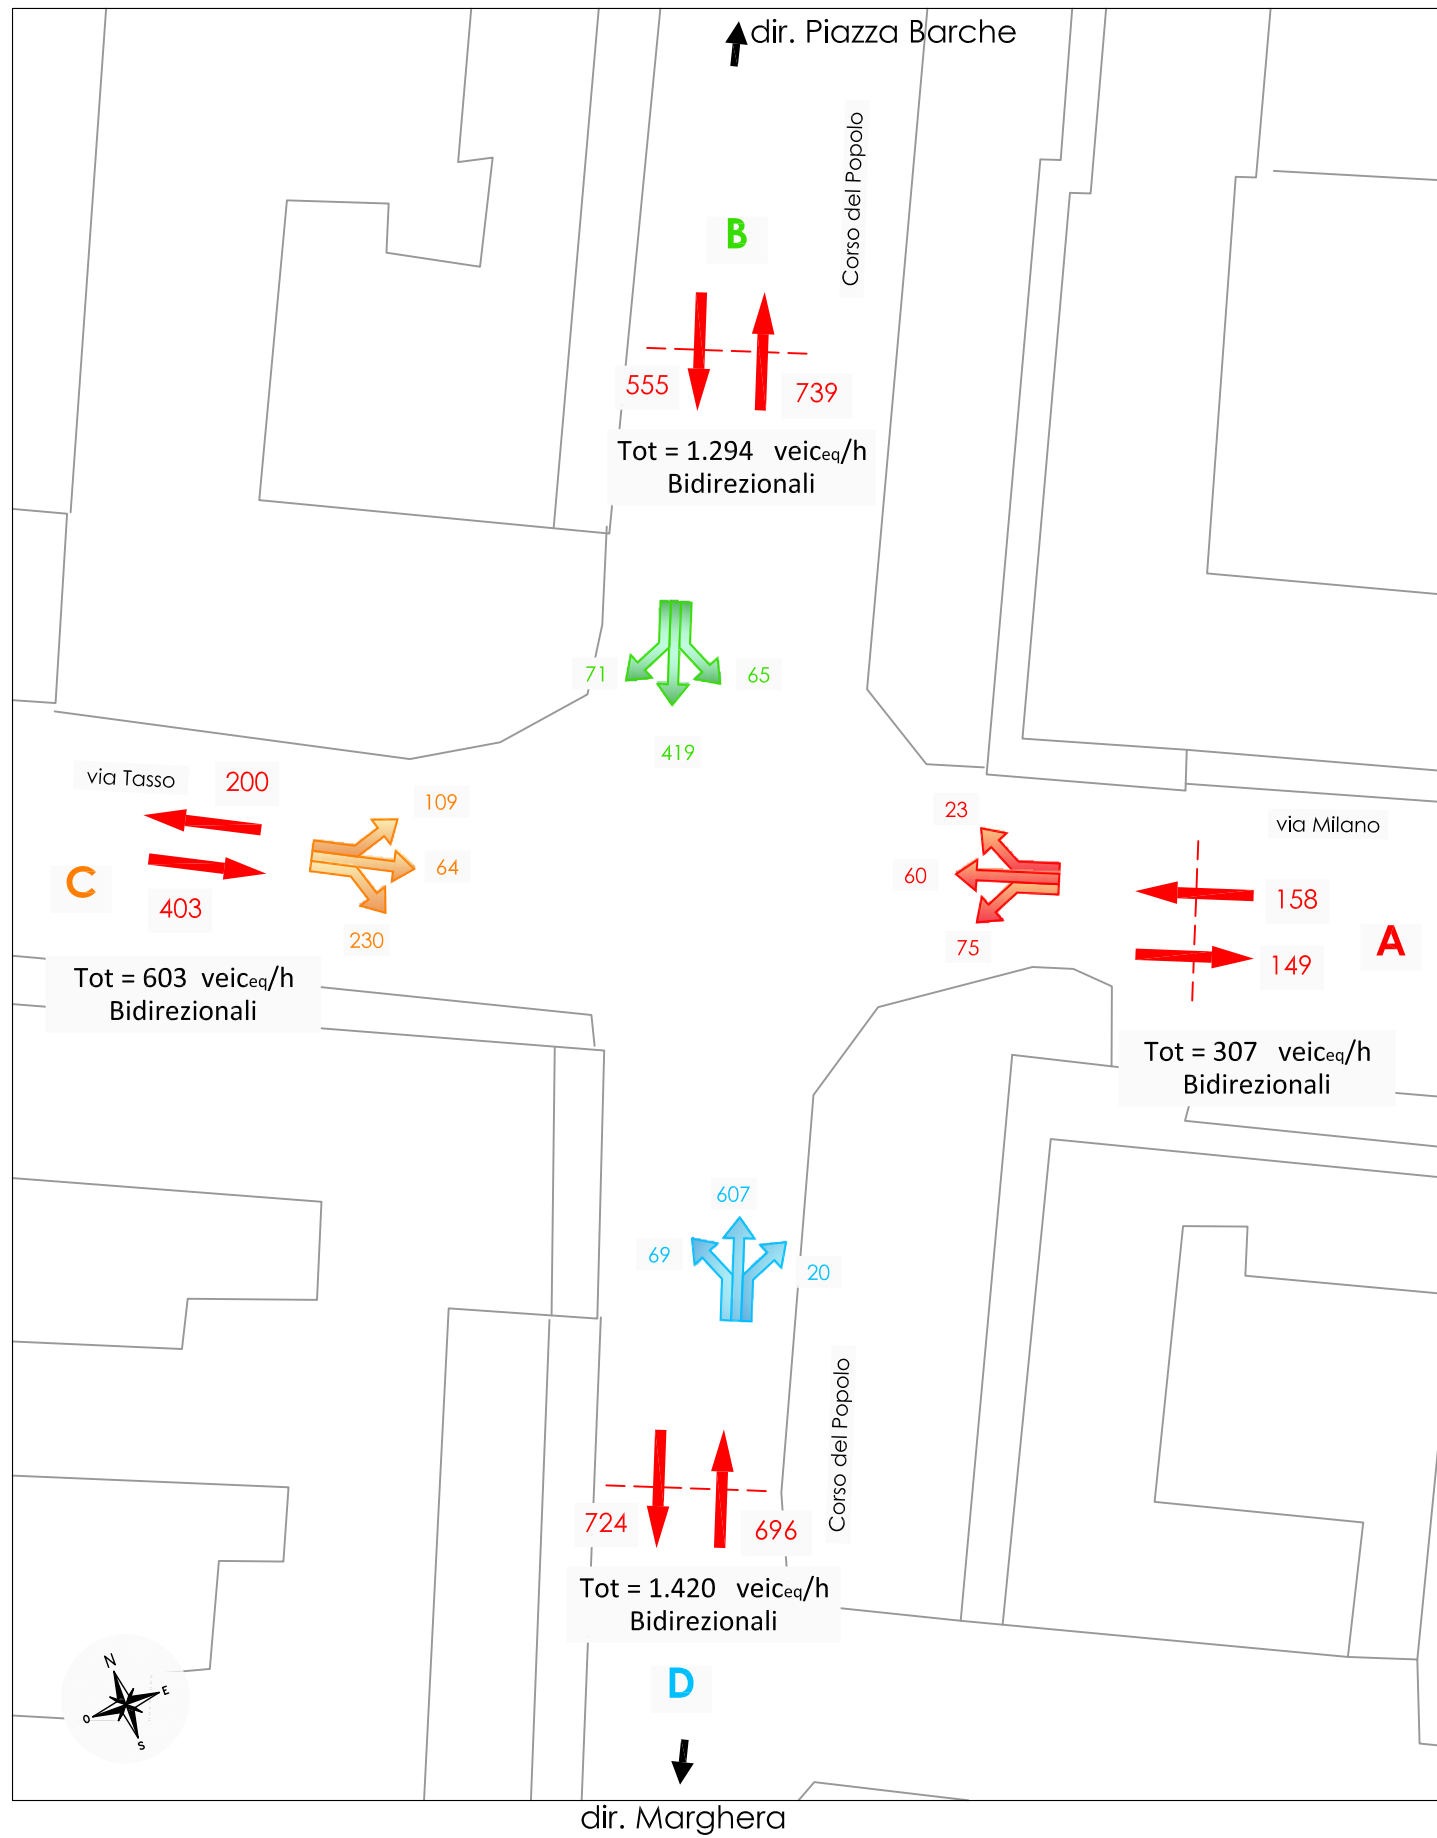 dir. Piazza Barche
Corso del Popolo
B
555
739
Tot = 1.294 veiceq/h
Bidirezionali
71
65
419
via Tasso
200
109
64
C
403
230
23
via Milano
60
158
75
149
A
Tot = 603 veiceq/h
Bidirezionali
Tot = 307 veiceq/h
Bidirezionali
607
69
20
Corso del Popolo
724
696
Tot = 1.420 veiceq/h
Bidirezionali
D
N
E
O
S
dir. Marghera